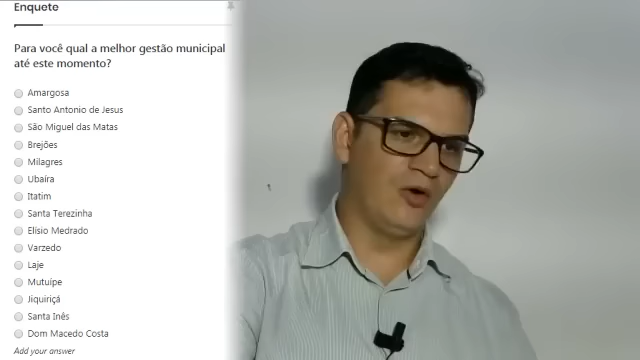 Enquete
Para você qual a melhor gestão municipal
até este momento?
Amargosa
Santo Antonio de Jesus
São Miguel das Matas
Brejões
Milagres
Ubaíra
Itatim
Santa Terezinha
Elísio Medrado
Varzedo
Laje
Mutuípe
Jiquiriçá
Santa Inês
Dom Macedo Costa
Add your answer